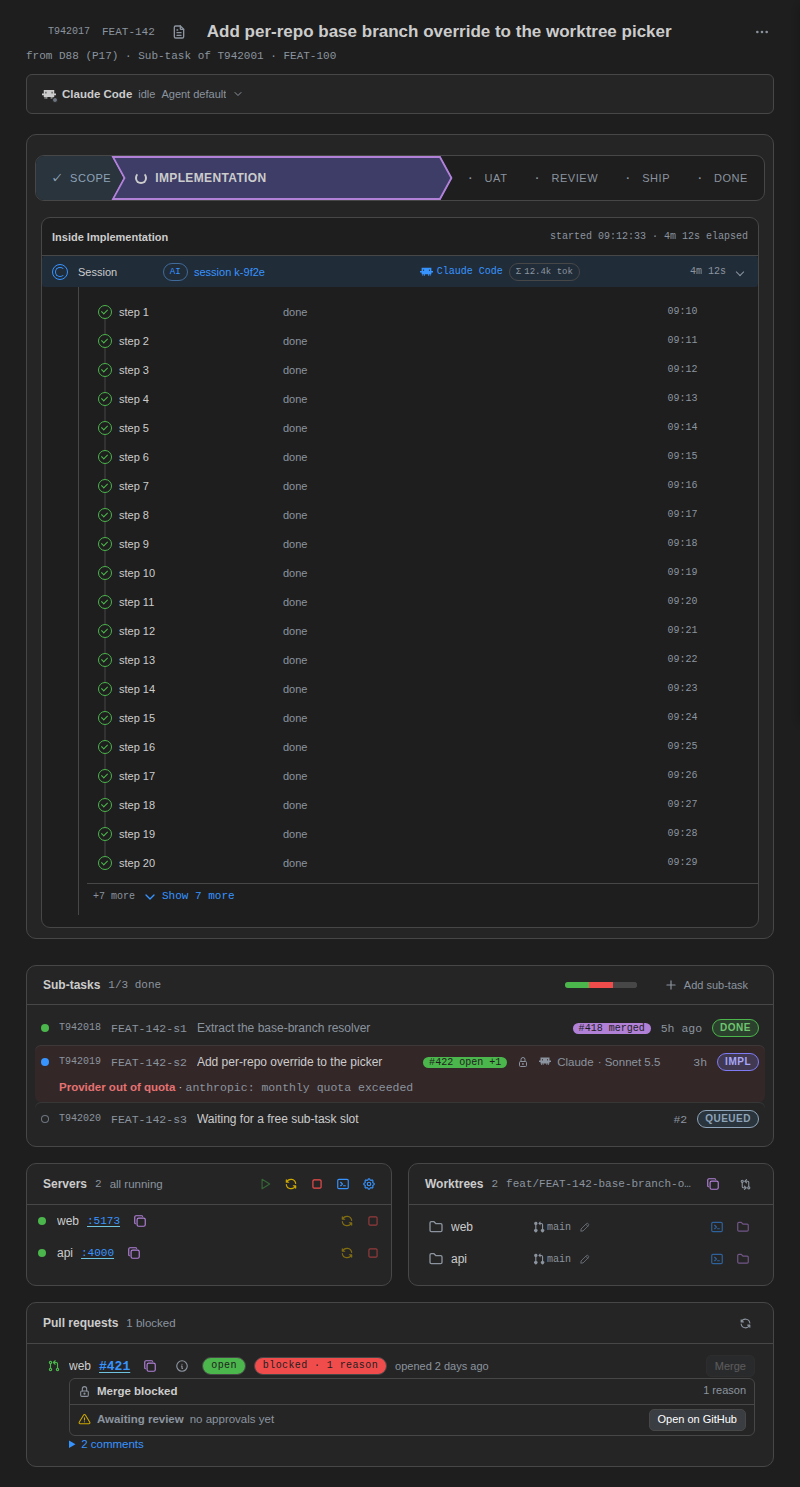 T942017 FEAT-142 Add per-repo base branch override to the worktree picker
from D88 (P17) · Sub-task of T942001 · FEAT-100
Claude Code idle Agent default
SCOPE IMPLEMENTATION · UAT · REVIEW · SHIP · DONE
Inside Implementation started 09:12:33 · 4m 12s elapsed
Session AI session k-9f2e Claude Code Σ 12.4k tok 4m 12s
step 1 done 09:10
step 2 done 09:11
step 3 done 09:12
step 4 done 09:13
step 5 done 09:14
step 6 done 09:15
step 7 done 09:16
step 8 done 09:17
step 9 done 09:18
step 10 done 09:19
step 11 done 09:20
step 12 done 09:21
step 13 done 09:22
step 14 done 09:23
step 15 done 09:24
step 16 done 09:25
step 17 done 09:26
step 18 done 09:27
step 19 done 09:28
step 20 done 09:29
+7 more Show 7 more
Sub-tasks 1/3 done Add sub-task
T942018 FEAT-142-s1 Extract the base-branch resolver #418 merged 5h ago DONE
T942019 FEAT-142-s2 Add per-repo override to the picker #422 open +1 Claude · Sonnet 5.5 3h IMPL
Provider out of quota · anthropic: monthly quota exceeded
T942020 FEAT-142-s3 Waiting for a free sub-task slot #2 QUEUED
Servers 2 all running
web :5173
api :4000
Worktrees 2 feat/FEAT-142-base-branch-o…
web main
api main
Pull requests 1 blocked
web #421 open blocked · 1 reason opened 2 days ago Merge
Merge blocked 1 reason
Awaiting review no approvals yet Open on GitHub
2 comments